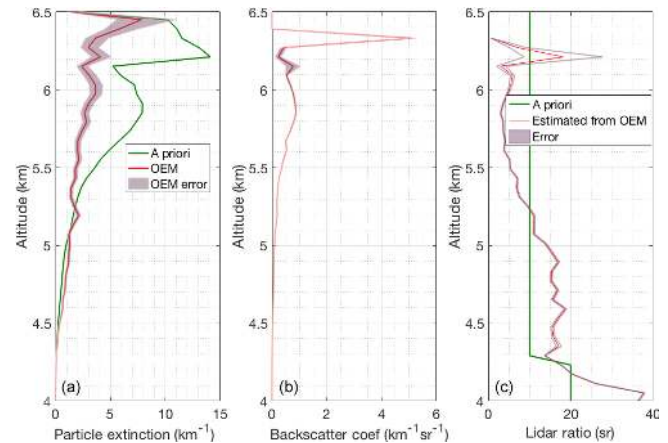 6.5
6
5.5
5
4.5
4
Altitude (km)
A priori
OEM
OEM error
(a)
0 5 10 15
Particle extinction (km⁻¹)
6.5
6
5.5
5
4.5
4
Altitude (km)
(b)
0 2 4 6
Backscatter coef (km⁻¹sr⁻¹)
6.5
6
5.5
5
4.5
4
Altitude (km)
A priori
Estimated from OEM
Error
(c)
0 20 40
Lidar ratio (sr)